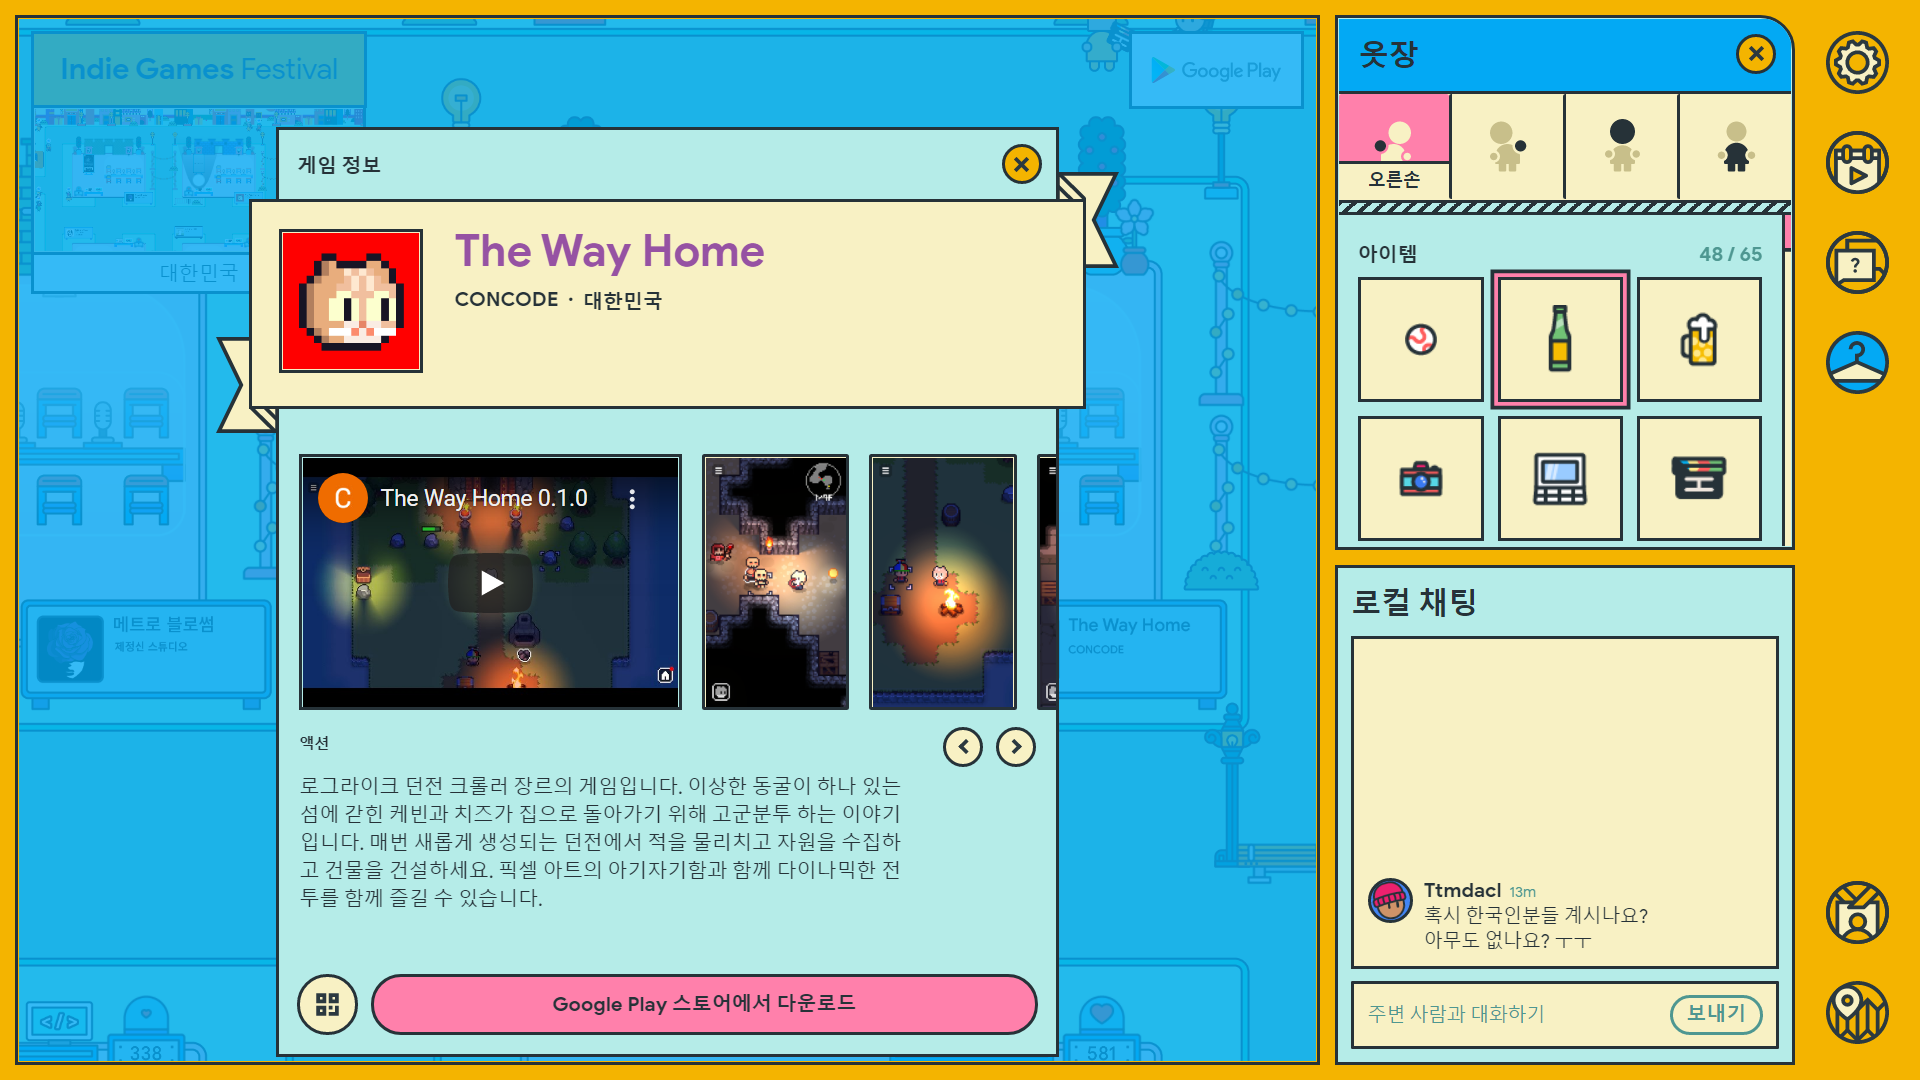 Indie Games Festival
대한민국
Google Play
게임 정보
The Way Home
CONCODE · 대한민국
C
The Way Home 0.1.0
액션
로그라이크 던전 크롤러 장르의 게임입니다. 이상한 동굴이 하나 있는
섬에 갇힌 케빈과 치즈가 집으로 돌아가기 위해 고군분투 하는 이야기
입니다. 매번 새롭게 생성되는 던전에서 적을 물리치고 자원을 수집하
고 건물을 건설하세요. 픽셀 아트의 아기자기함과 함께 다이나믹한 전
투를 함께 즐길 수 있습니다.
Google Play 스토어에서 다운로드
메트로 블로썸
재정신 스튜디오
The Way Home
CONCODE
</>
338
581
옷장
오른손
아이템
48 / 65
?
로컬 채팅
Ttmdacl 13m
혹시 한국인분들 계시나요?
아무도 없나요? ㅜㅜ
주변 사람과 대화하기
보내기